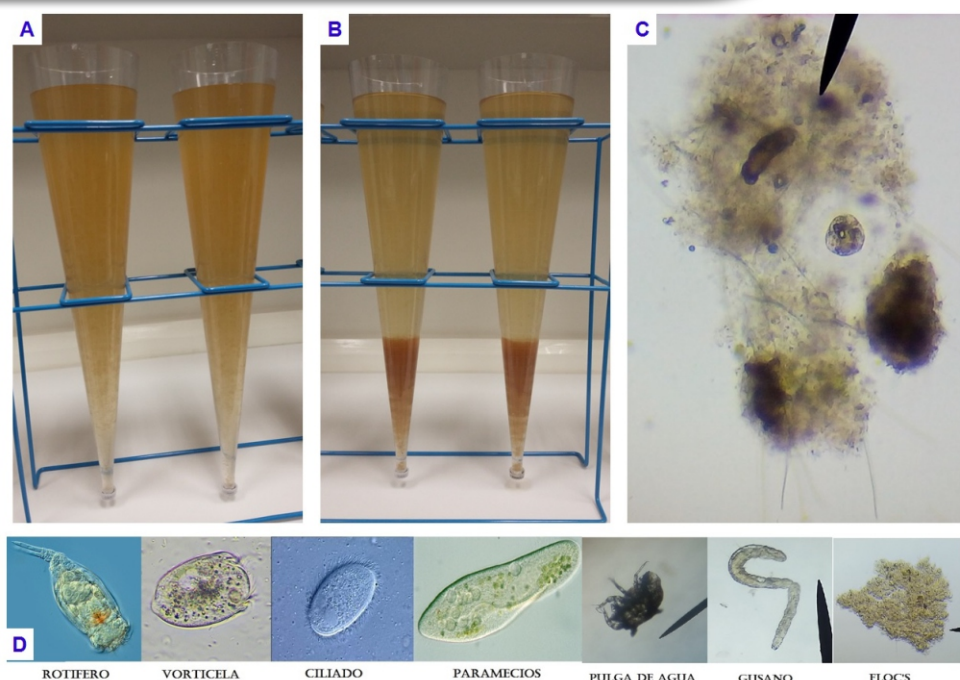 A
B
C
D
ROTIFERO
VORTICELA
CILIADO
PARAMECIOS
PULGA DE AGUA
GUSANO
FLOC'S